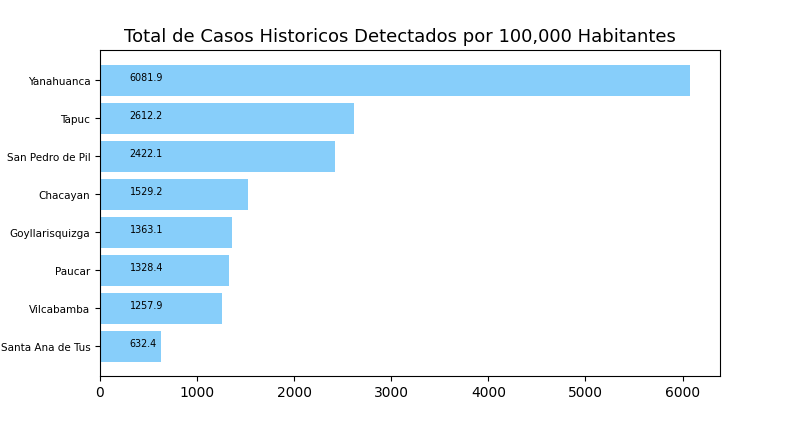 Total de Casos Historicos Detectados por 100,000 Habitantes
Yanahuanca 6081.9
Tapuc 2612.2
San Pedro de Pil 2422.1
Chacayan 1529.2
Goyllarisquizga 1363.1
Paucar 1328.4
Vilcabamba 1257.9
Santa Ana de Tus 632.4
0 1000 2000 3000 4000 5000 6000